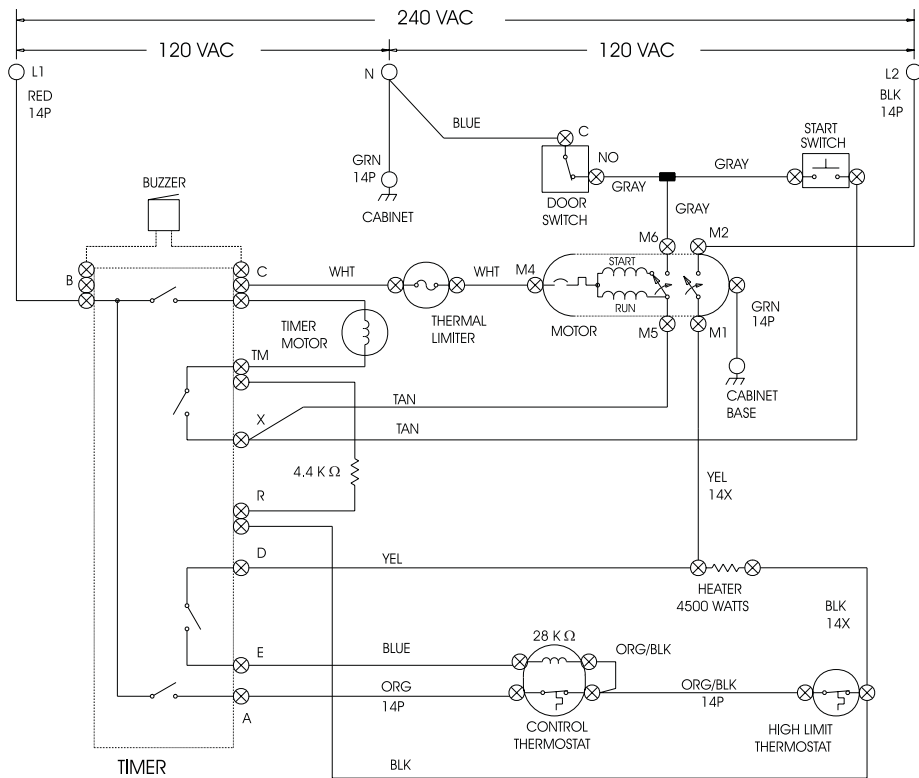 240 VAC
120 VAC
120 VAC
L1
N
L2
RED
14P
BLK
14P
BLUE
C
START
SWITCH
GRN
14P
NO
GRAY
GRAY
BUZZER
CABINET
DOOR
SWITCH
GRAY
M6
M2
B
C
WHT
WHT
M4
START
RUN
GRN
14P
TIMER
MOTOR
THERMAL
LIMITER
MOTOR
M5
M1
TM
CABINET
BASE
TAN
X
TAN
4.4 K Ω
YEL
14X
R
D
YEL
HEATER
4500 WATTS
BLK
14X
28 K Ω
E
BLUE
ORG/BLK
ORG
14P
ORG/BLK
14P
A
CONTROL
THERMOSTAT
HIGH LIMIT
THERMOSTAT
TIMER
BLK